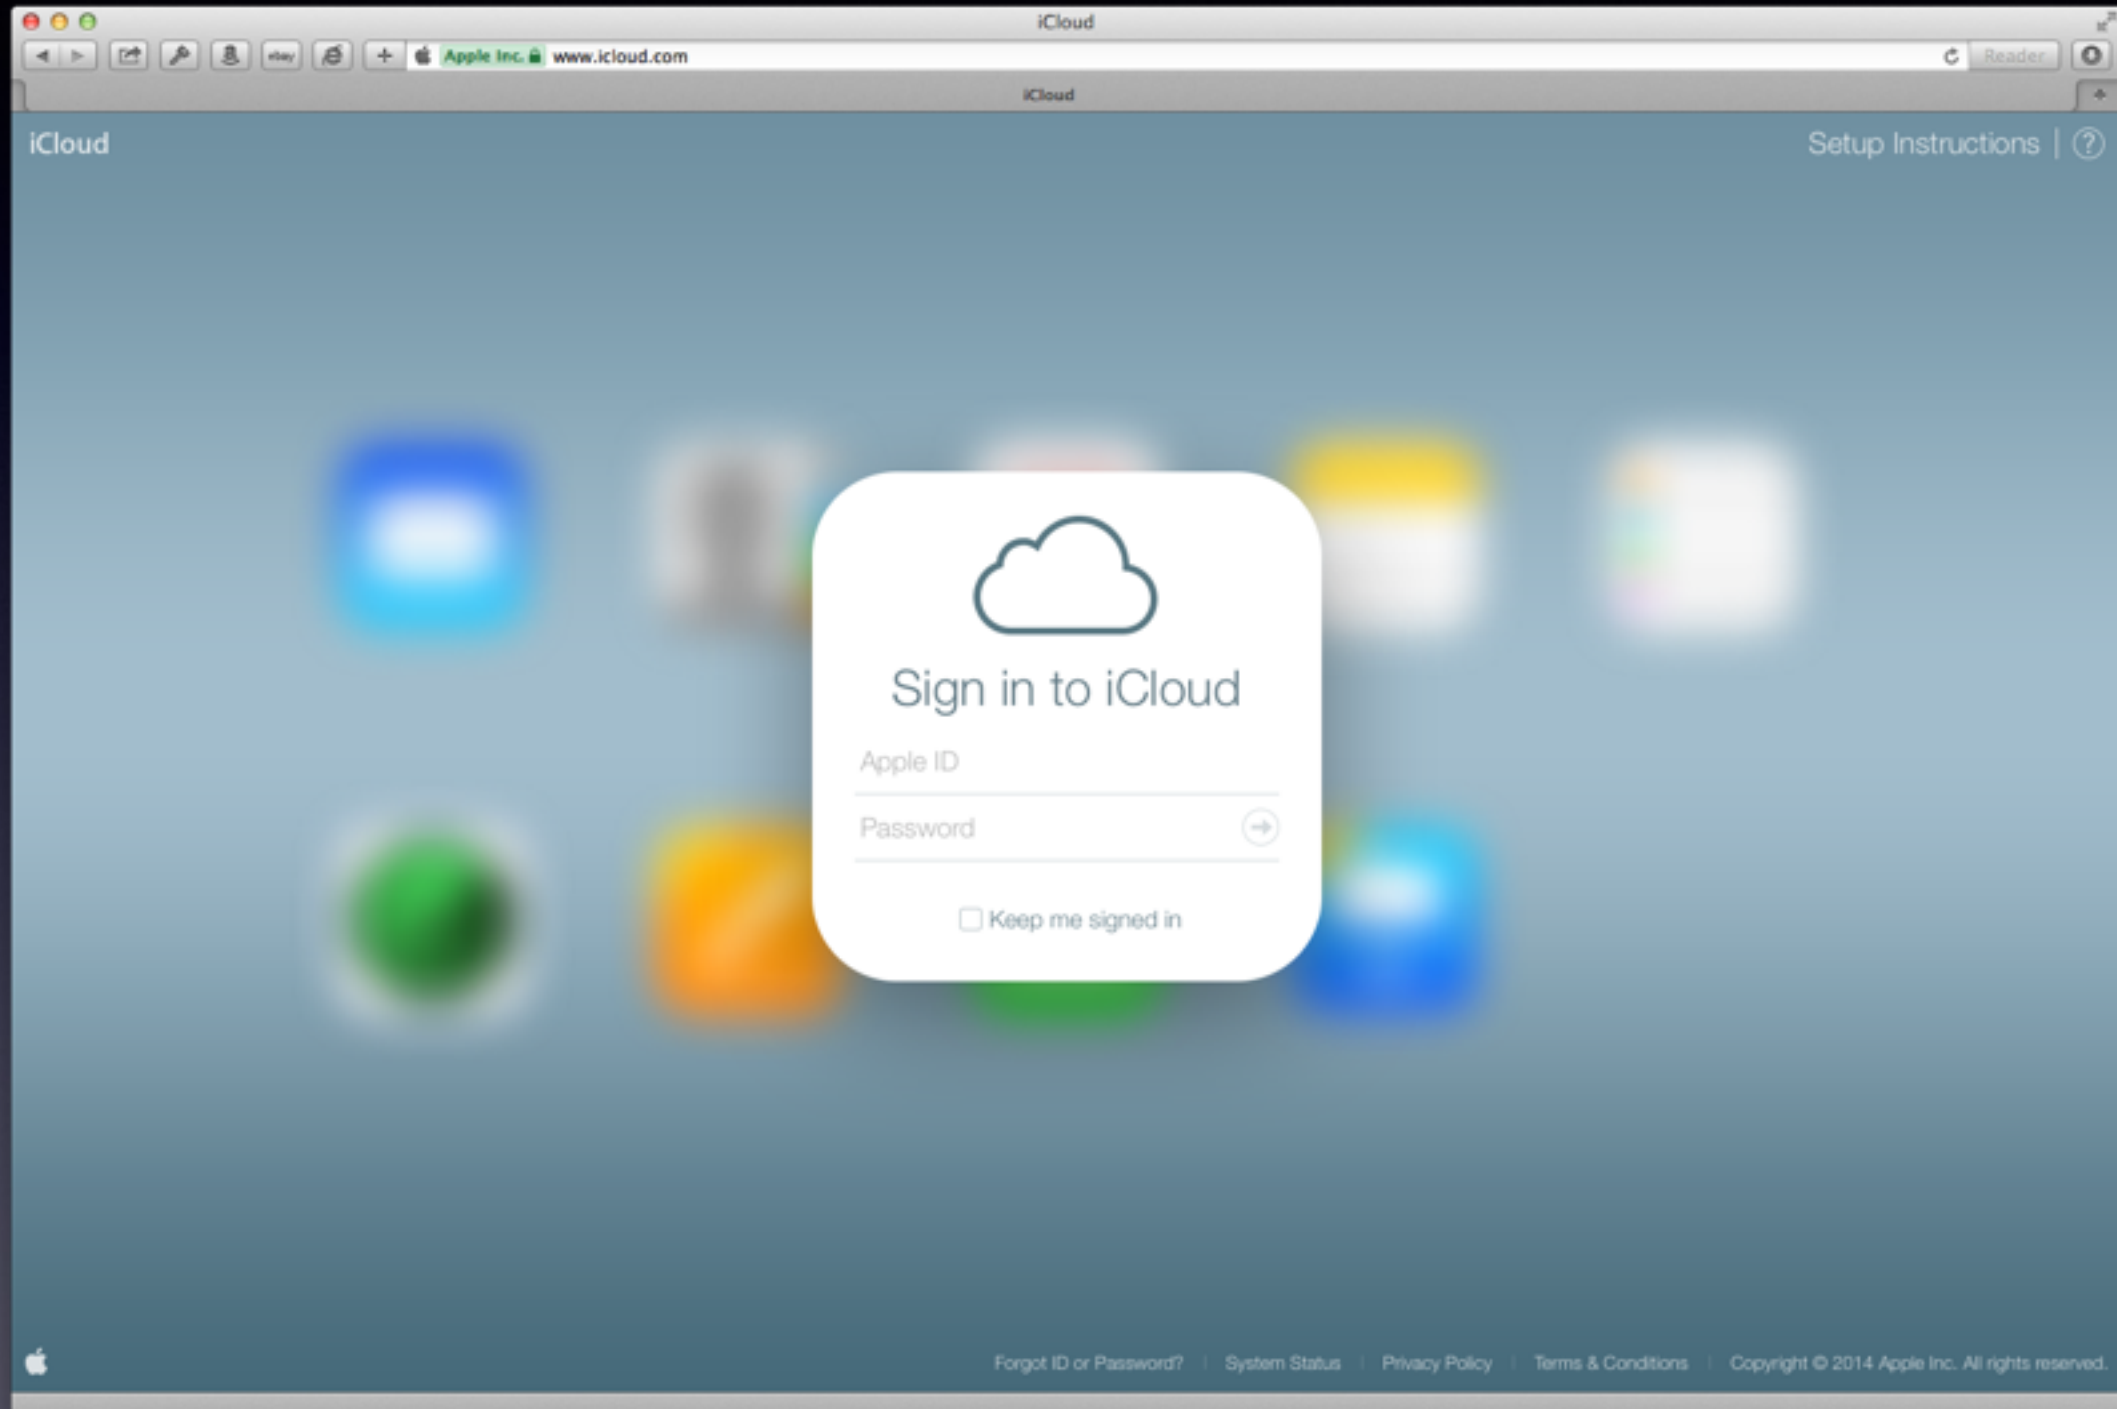 iCloud
ebay
Apple Inc. www.icloud.com
Reader
iCloud
iCloud
Setup Instructions | ?
Sign in to iCloud
Apple ID
Password
Keep me signed in
Forgot ID or Password? | System Status | Privacy Policy | Terms & Conditions | Copyright © 2014 Apple Inc. All rights reserved.